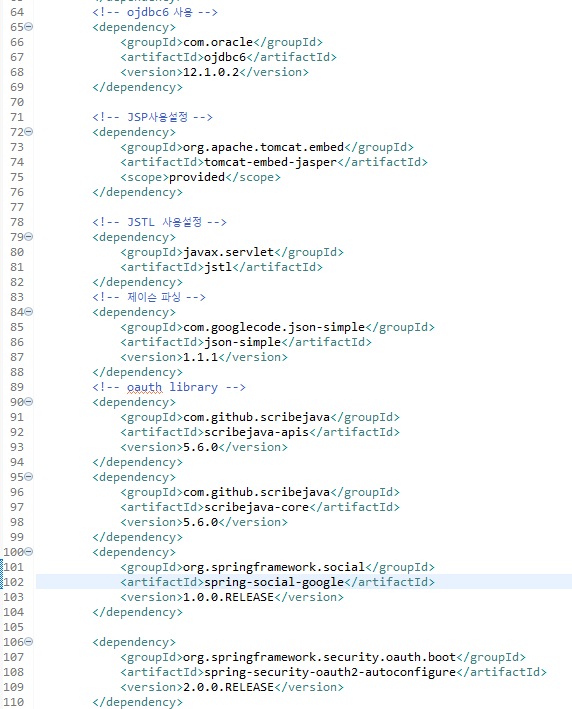 64 <!-- ojdbc6 사용 -->
65 <dependency>
66 <groupId>com.oracle</groupId>
67 <artifactId>ojdbc6</artifactId>
68 <version>12.1.0.2</version>
69 </dependency>
70
71 <!-- JSP사용설정 -->
72 <dependency>
73 <groupId>org.apache.tomcat.embed</groupId>
74 <artifactId>tomcat-embed-jasper</artifactId>
75 <scope>provided</scope>
76 </dependency>
77
78 <!-- JSTL 사용설정 -->
79 <dependency>
80 <groupId>javax.servlet</groupId>
81 <artifactId>jstl</artifactId>
82 </dependency>
83 <!-- 제이슨 파싱 -->
84 <dependency>
85 <groupId>com.googlecode.json-simple</groupId>
86 <artifactId>json-simple</artifactId>
87 <version>1.1.1</version>
88 </dependency>
89 <!-- oauth library -->
90 <dependency>
91 <groupId>com.github.scribejava</groupId>
92 <artifactId>scribejava-apis</artifactId>
93 <version>5.6.0</version>
94 </dependency>
95 <dependency>
96 <groupId>com.github.scribejava</groupId>
97 <artifactId>scribejava-core</artifactId>
98 <version>5.6.0</version>
99 </dependency>
100 <dependency>
101 <groupId>org.springframework.social</groupId>
102 <artifactId>spring-social-google</artifactId>
103 <version>1.0.0.RELEASE</version>
104 </dependency>
105
106 <dependency>
107 <groupId>org.springframework.security.oauth.boot</groupId>
108 <artifactId>spring-security-oauth2-autoconfigure</artifactId>
109 <version>2.0.0.RELEASE</version>
110 </dependency>